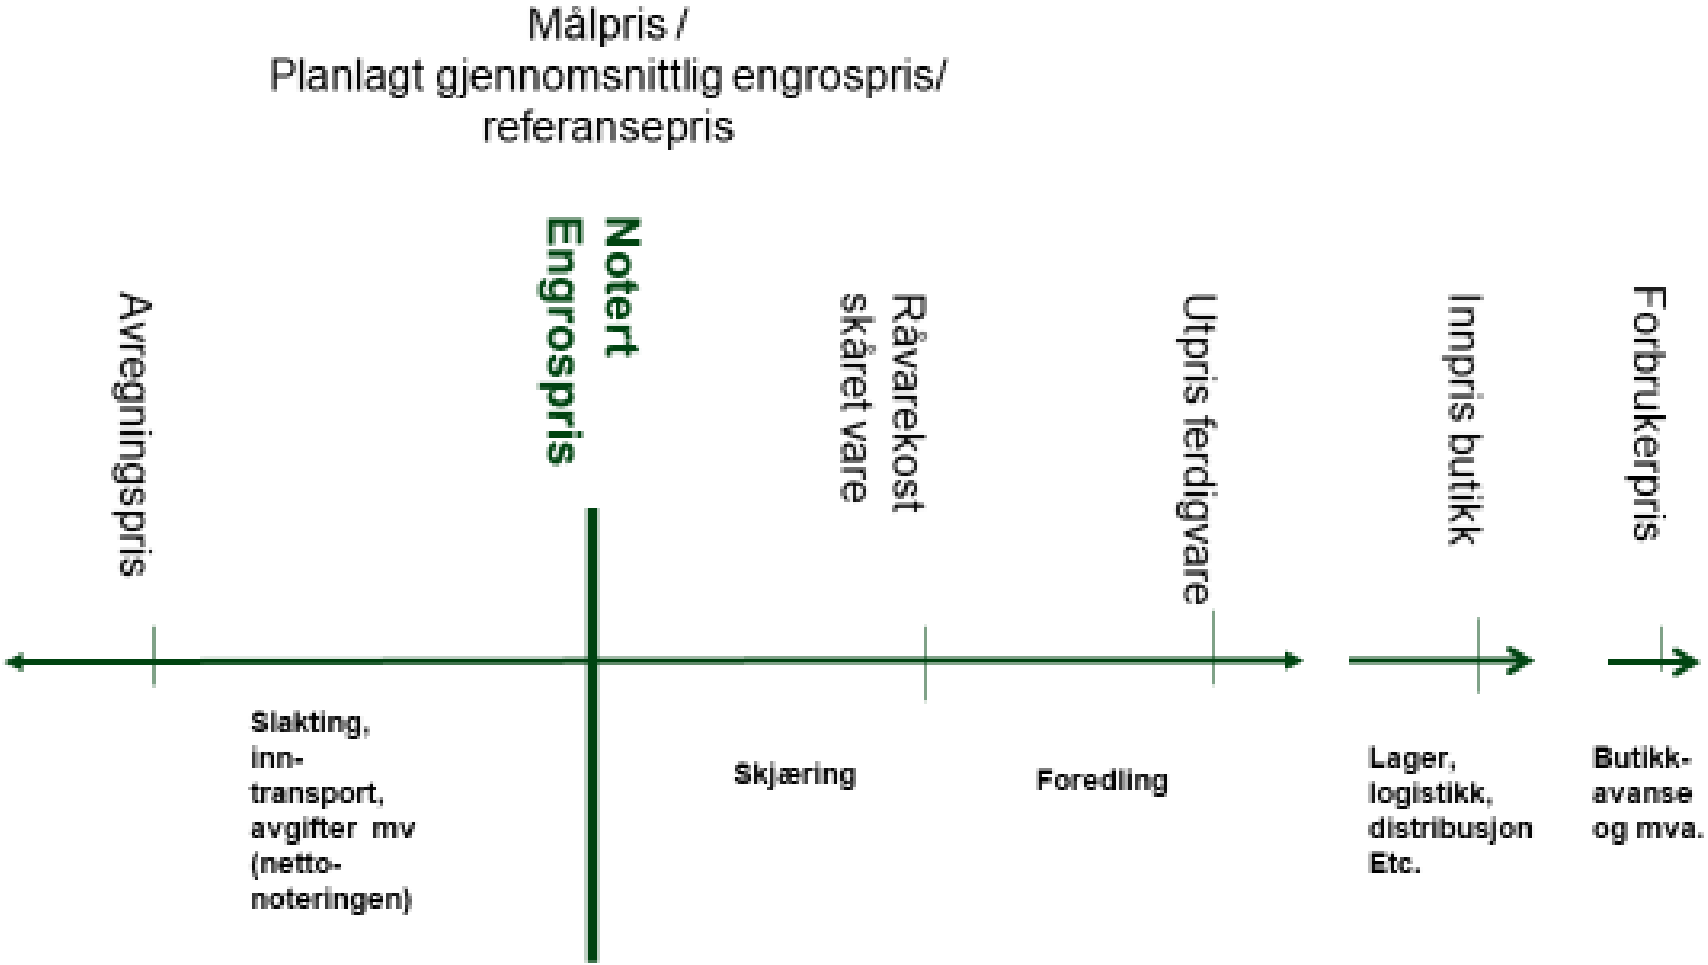 Målpris /
Planlagt gjennomsnittlig engrospris/
referansepris
Avregningspris
Notert
Engrospris
Råvarekost
skåret vare
Utpris ferdigvare
Innpris butikk
Forbrukerpris
Slakting,
inn-
transport,
avgifter mv
(netto-
noteringen)
Skjæring
Foredling
Lager,
logistikk,
distribusjon
Etc.
Butikk-
avanse
og mva.